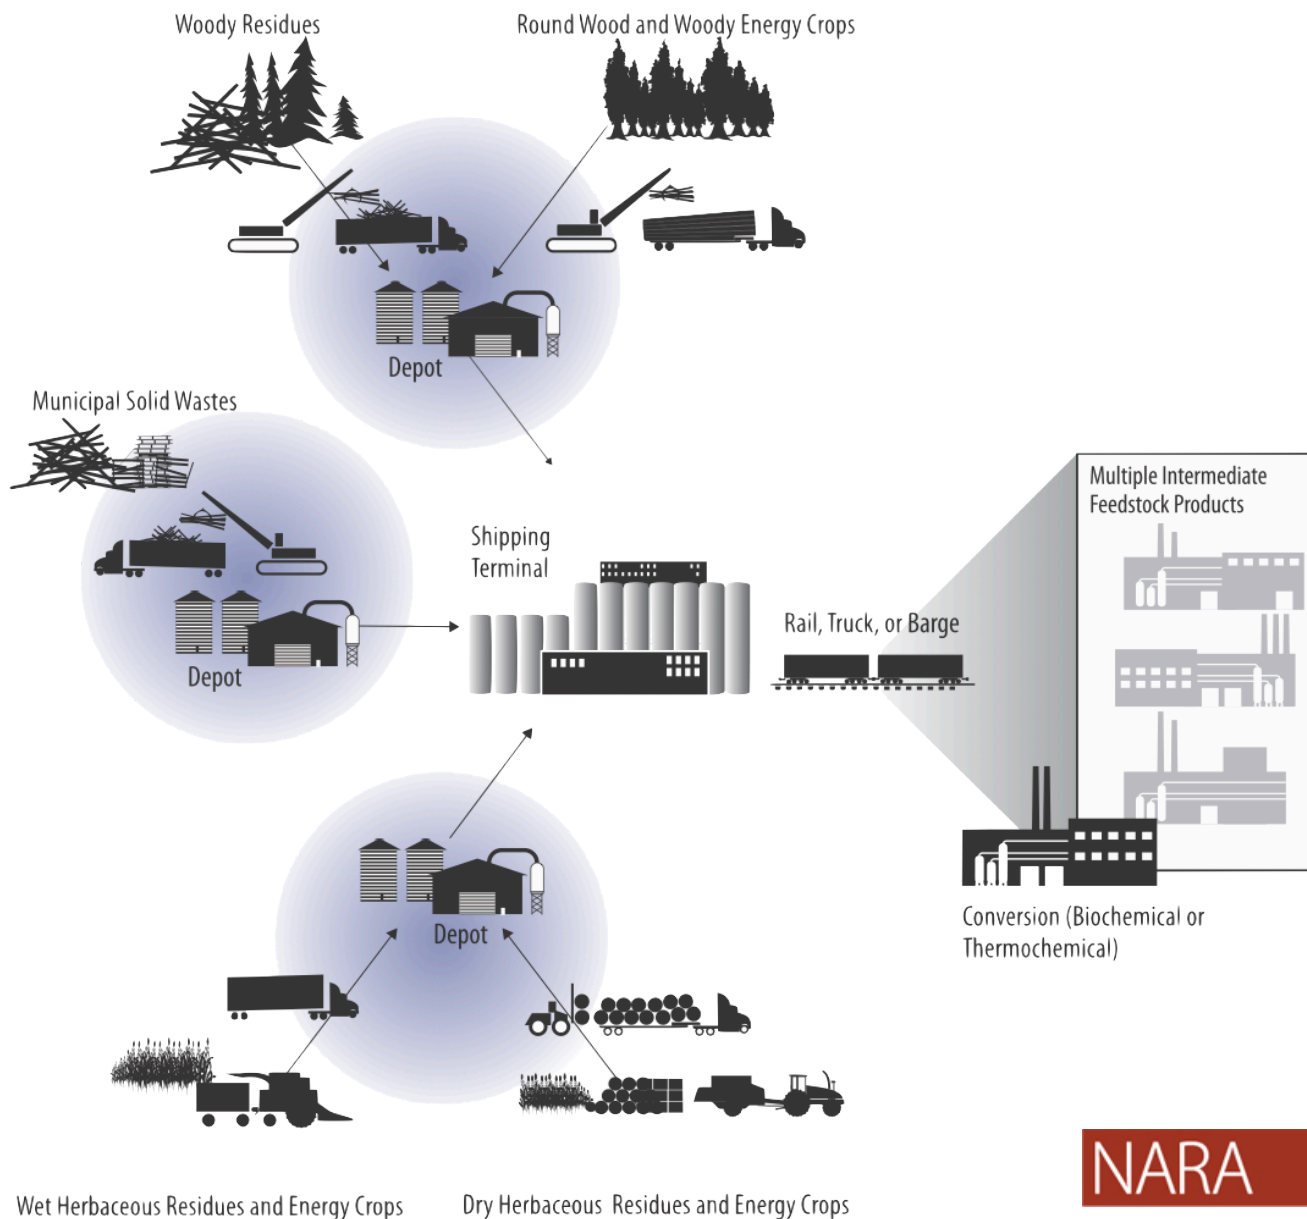 Woody Residues
Round Wood and Woody Energy Crops
Depot
Municipal Solid Wastes
Depot
Shipping
Terminal
Rail, Truck, or Barge
Multiple Intermediate
Feedstock Products
Conversion (Biochemical or
Thermochemical)
Depot
Wet Herbaceous Residues and Energy Crops
Dry Herbaceous Residues and Energy Crops
NARA